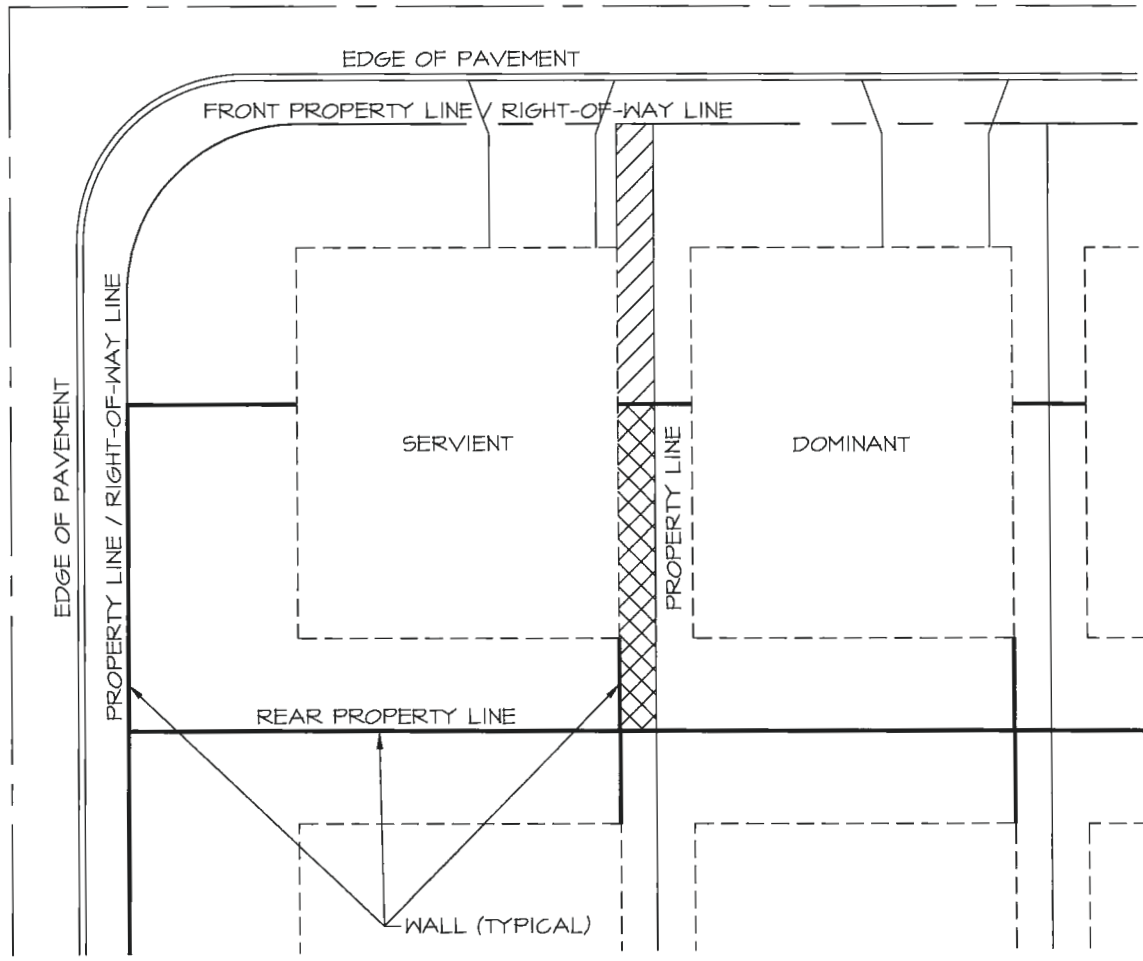 EDGE OF PAVEMENT
FRONT PROPERTY LINE / RIGHT-OF-WAY LINE
PROPERTY LINE / RIGHT-OF-WAY LINE
EDGE OF PAVEMENT
SERVIENT
PROPERTY LINE
DOMINANT
REAR PROPERTY LINE
WALL (TYPICAL)